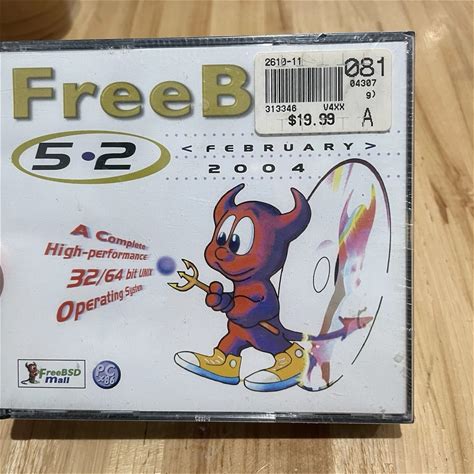 FreeB
2610-11
081
04307
g)
313346 V4XX
$19.99 A
5•2
< FEBRUARY >
2004
A Complete
High-performance
32/64 bit UNIX
Operating System
FreeBSD
Mall
PC
x86